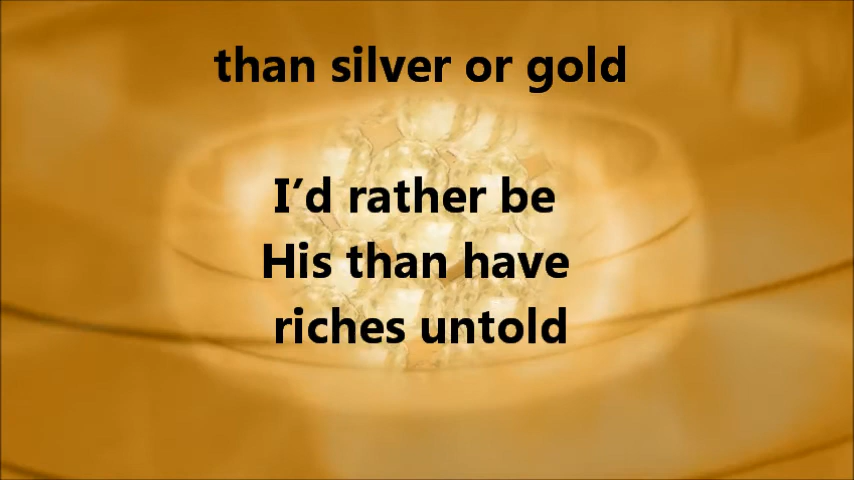 than silver or gold
I’d rather be
His than have
riches untold